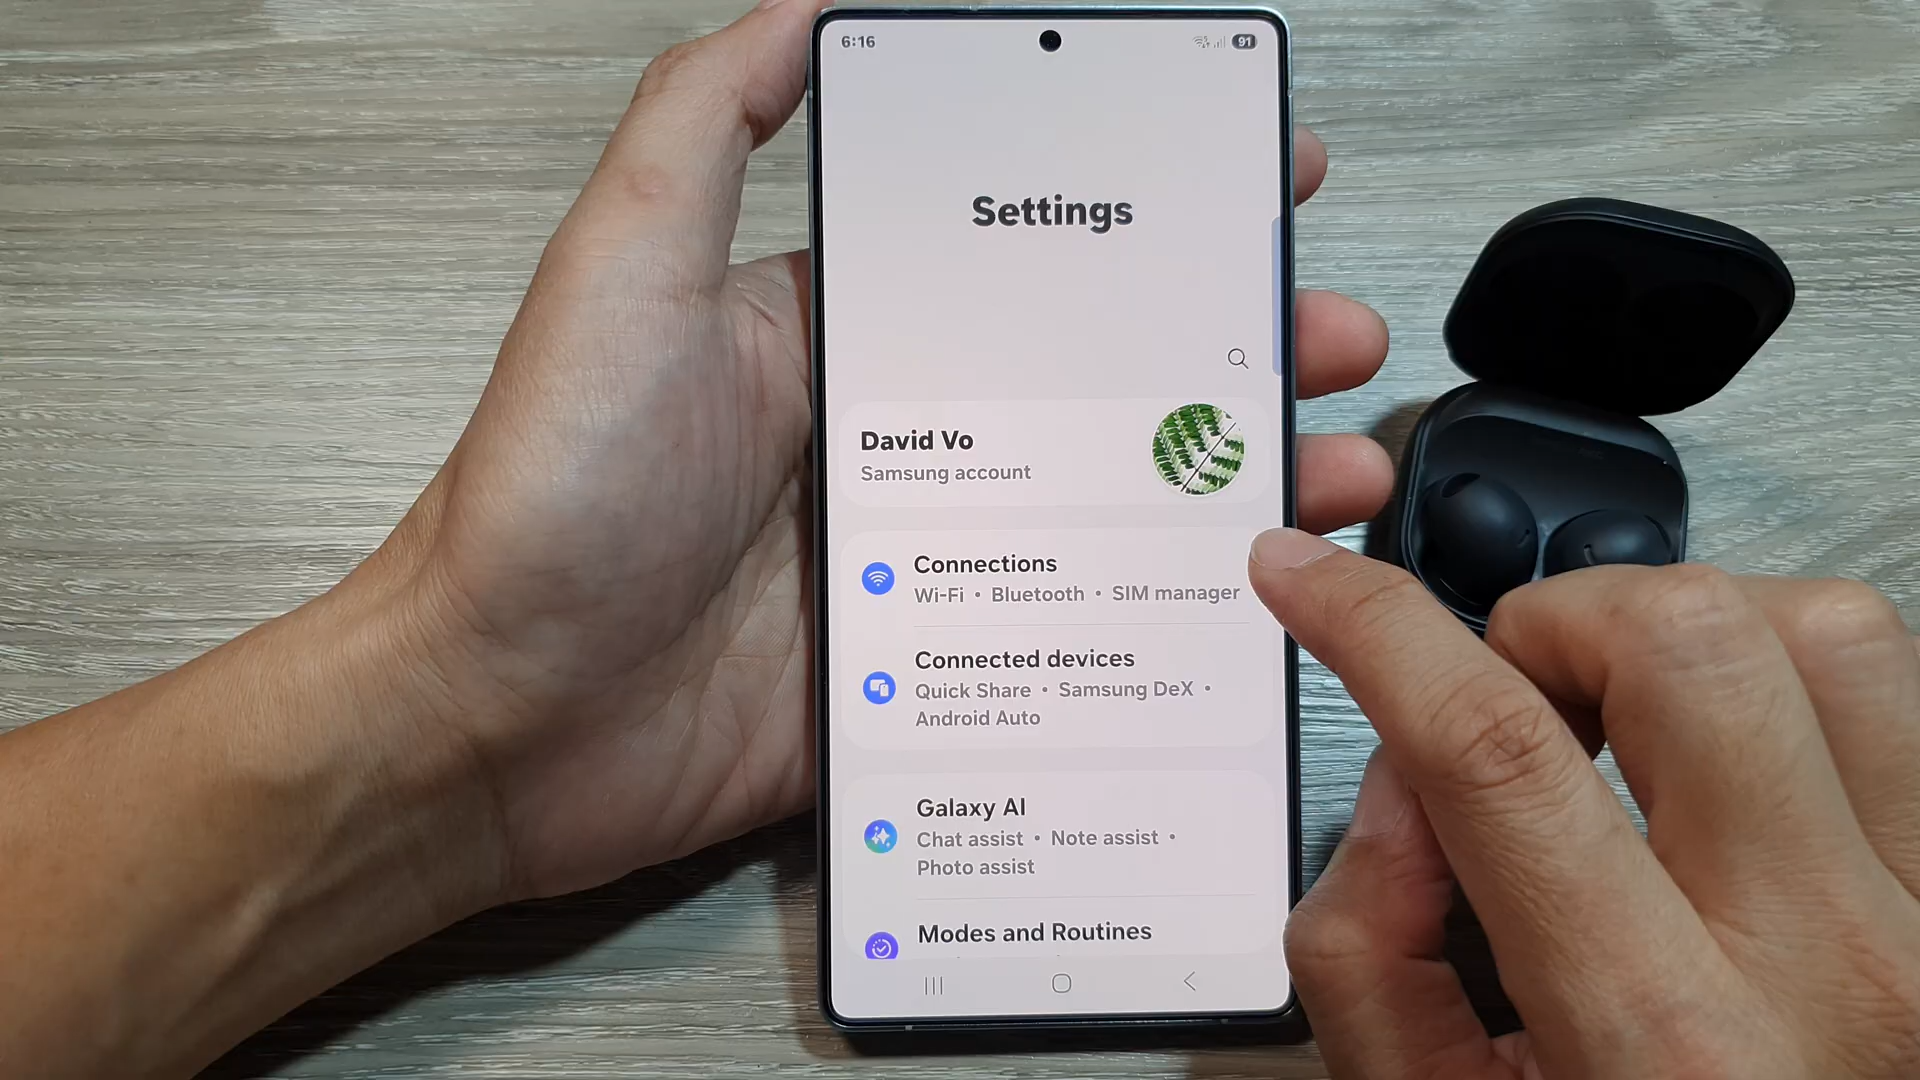 6:16
91
Settings
David Vo
Samsung account
Connections
Wi-Fi • Bluetooth • SIM manager
Connected devices
Quick Share • Samsung DeX •
Android Auto
Galaxy AI
Chat assist • Note assist •
Photo assist
Modes and Routines